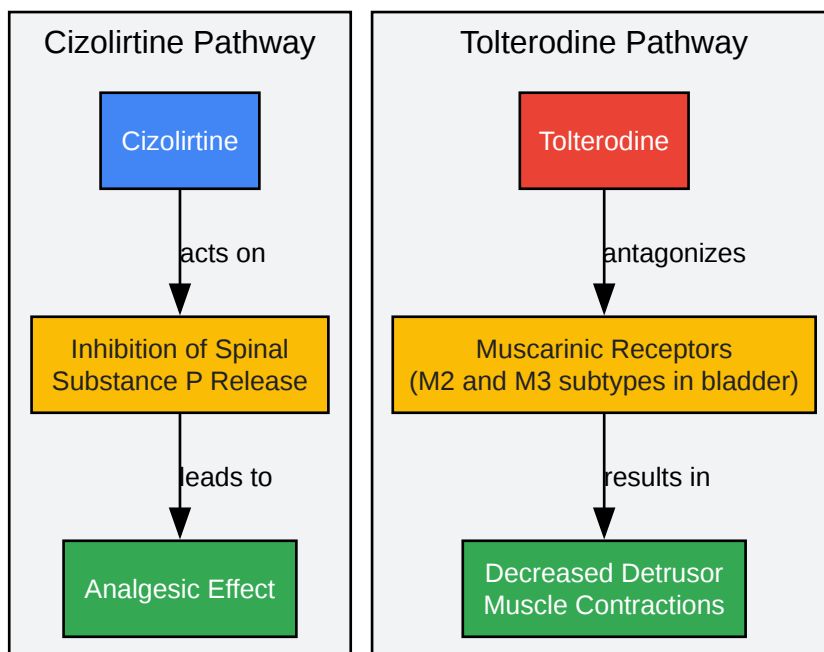 Cizolirtine Pathway
Cizolirtine
acts on
Inhibition of Spinal
Substance P Release
leads to
Analgesic Effect
Tolterodine Pathway
Tolterodine
antagonizes
Muscarinic Receptors
(M2 and M3 subtypes in bladder)
results in
Decreased Detrusor
Muscle Contractions